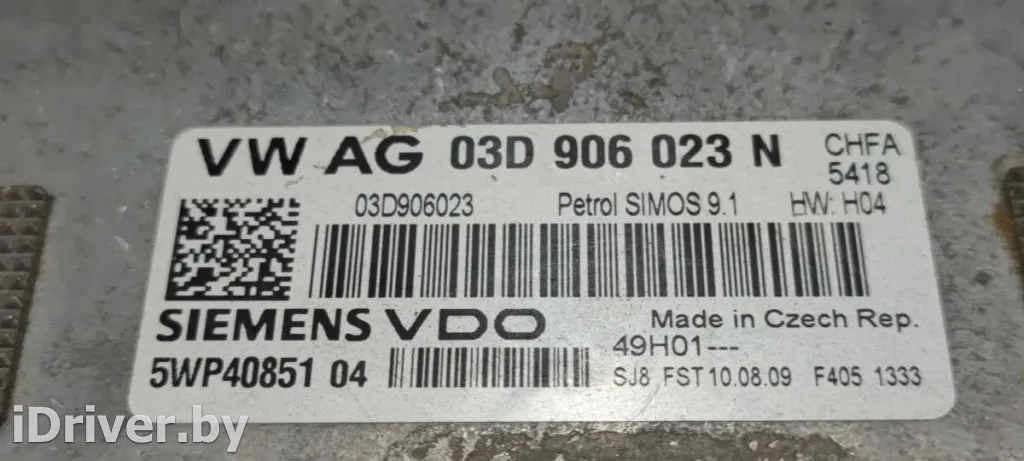 VW AG 03D 906 023 N CHFA
5418
03D906023 Petrol SIMOS 9.1 HW: H04
SIEMENS VDO Made in Czech Rep.
49H01---
5WP40851 04 SJ8 FST 10.08.09 F405 1333
iDriver.by